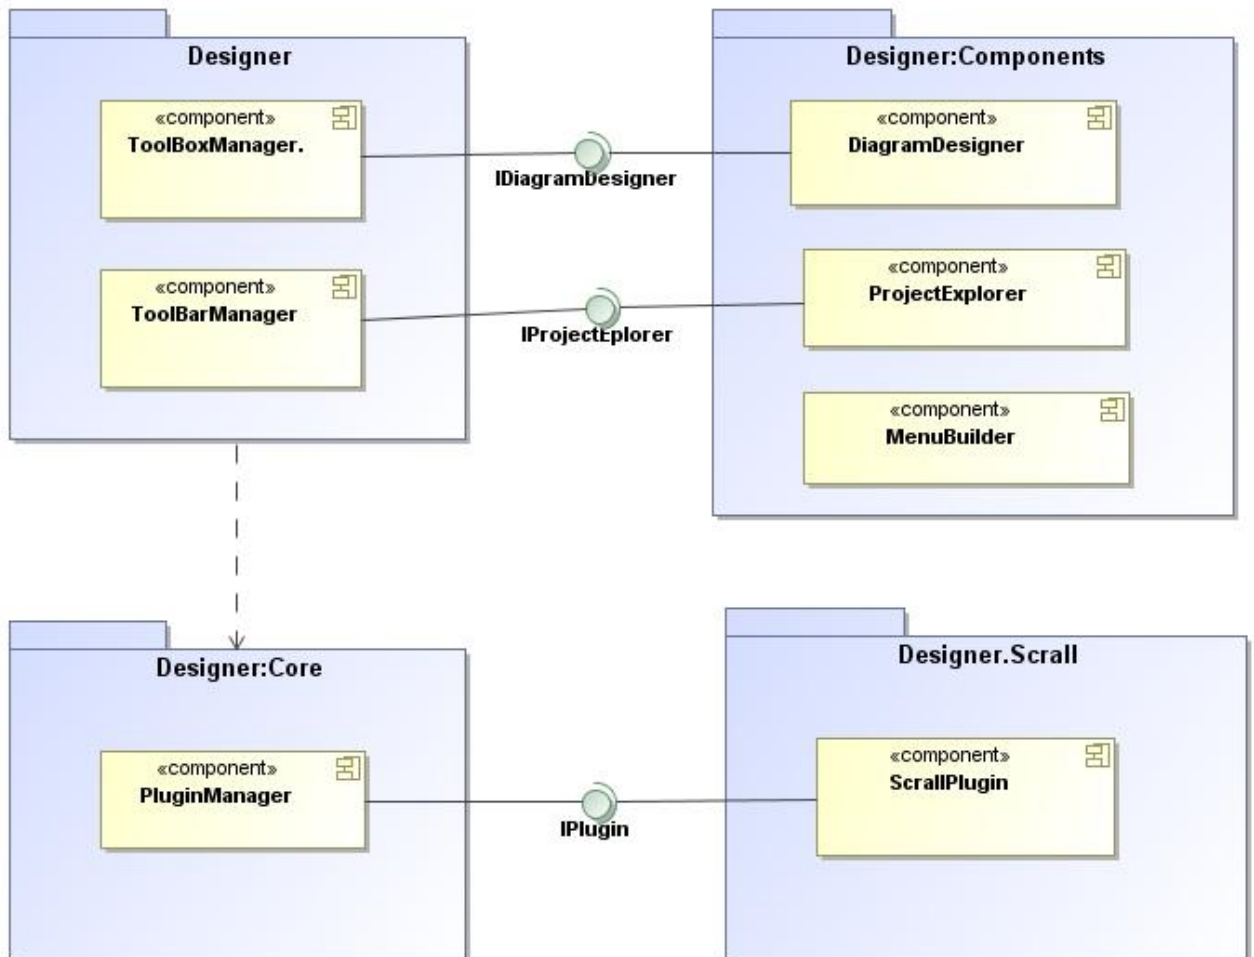 Designer
«component»
ToolBoxManager.
«component»
ToolBarManager
IDiagramDesigner
IProjectEplorer
Designer:Components
«component»
DiagramDesigner
«component»
ProjectExplorer
«component»
MenuBuilder
Designer:Core
«component»
PluginManager
IPlugin
Designer.Scrall
«component»
ScrallPlugin